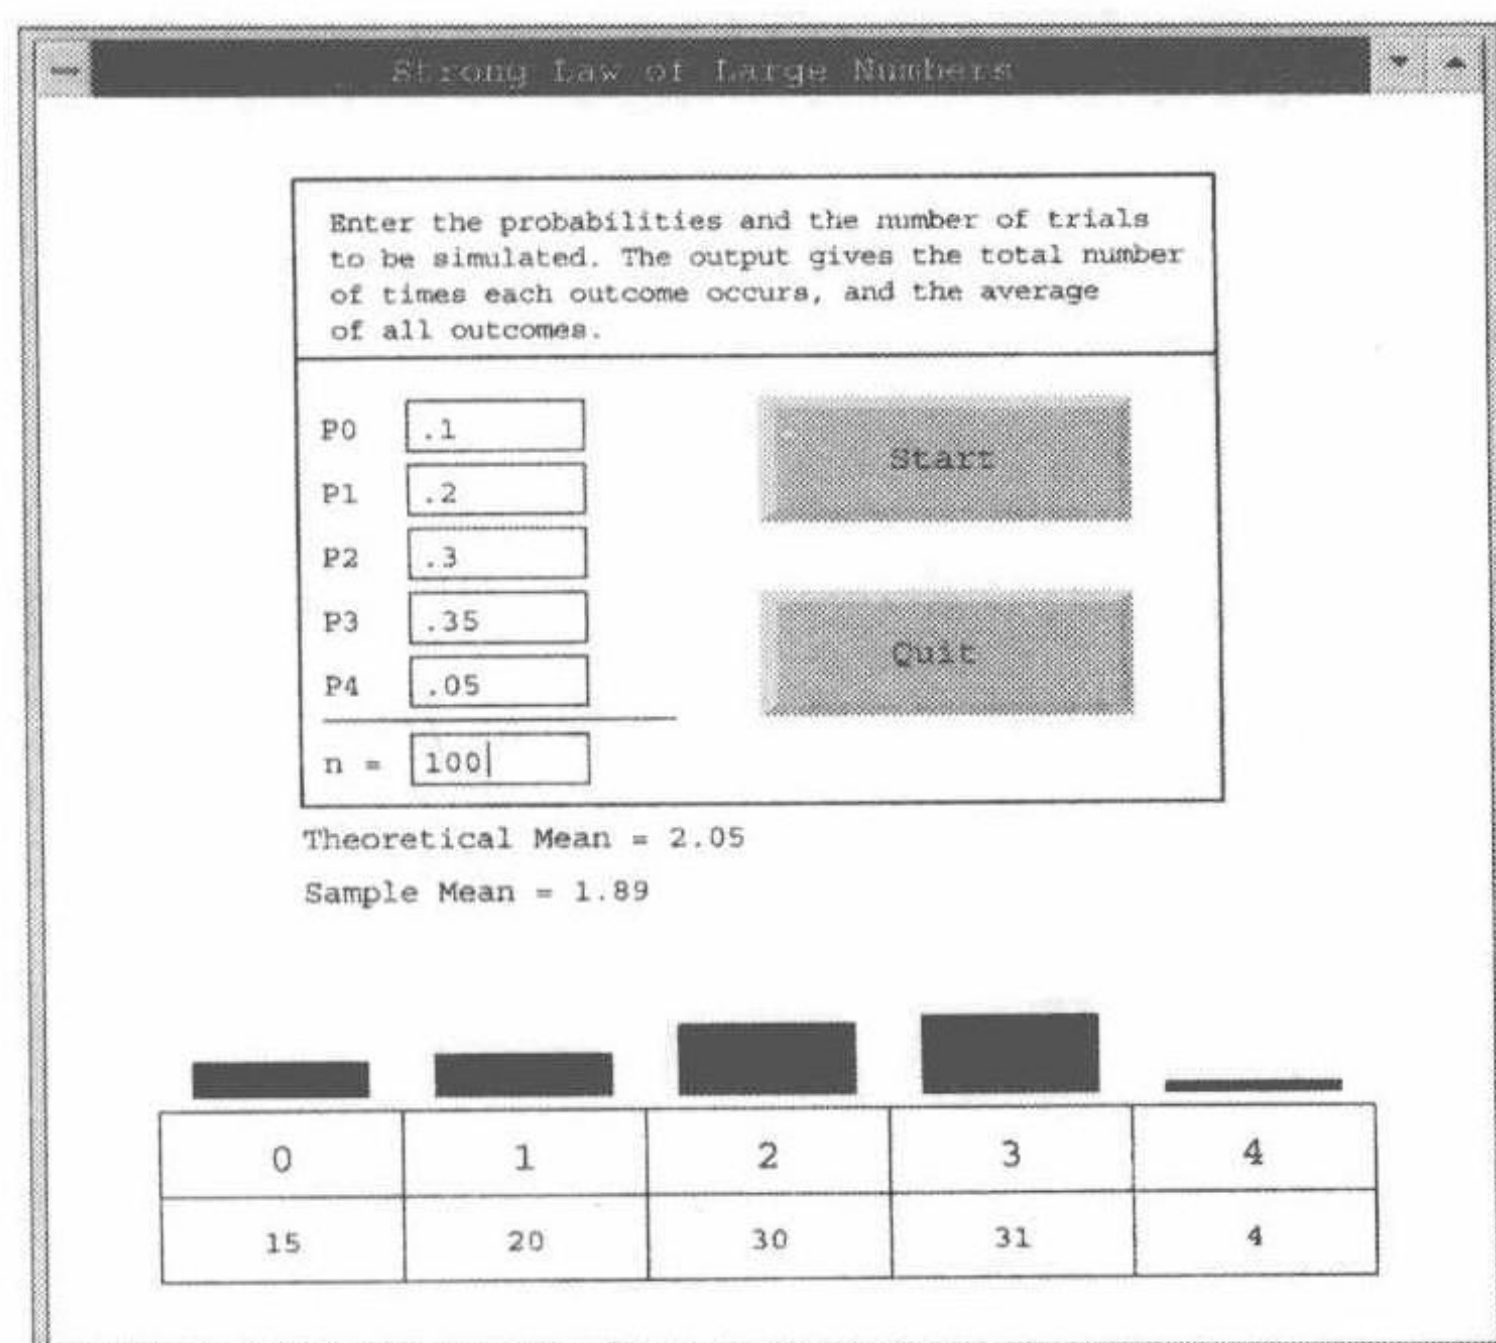 Strong Law of Large Numbers
Enter the probabilities and the number of trials
to be simulated. The output gives the total number
of times each outcome occurs, and the average
of all outcomes.
P0 .1
P1 .2
P2 .3
P3 .35
P4 .05
n = 100
Start
Quit
Theoretical Mean = 2.05
Sample Mean = 1.89
0 1 2 3 4
15 20 30 31 4